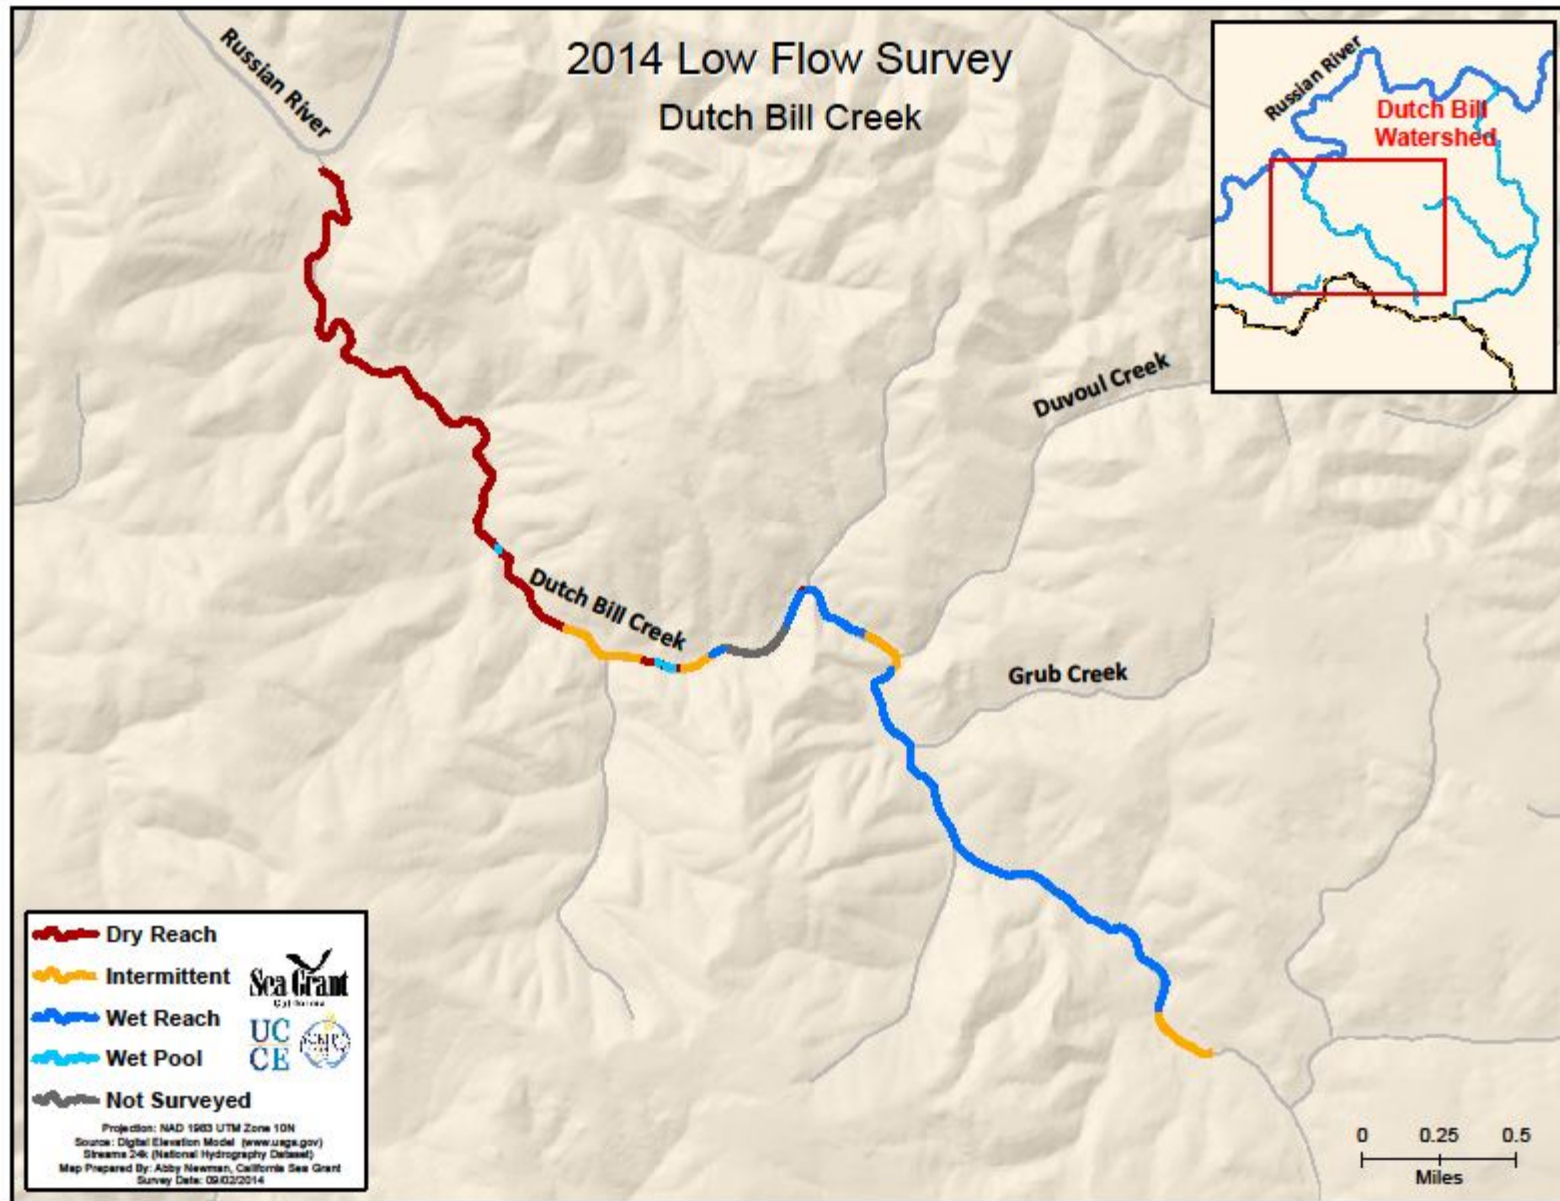 2014 Low Flow Survey
Dutch Bill Creek
Russian River
Russian River
Dutch Bill
Watershed
Duvoul Creek
Dutch Bill Creek
Grub Creek
Dry Reach
Intermittent
Wet Reach
Wet Pool
Not Surveyed
Sea Grant
California
UC
CE
Projection: NAD 1983 UTM Zone 10N
Source: Digital Elevation Model (www.usgs.gov)
Streams 24k (National Hydrography Dataset)
Map Prepared By: Abby Newman, California Sea Grant
Survey Date: 09/02/2014
0 0.25 0.5
Miles